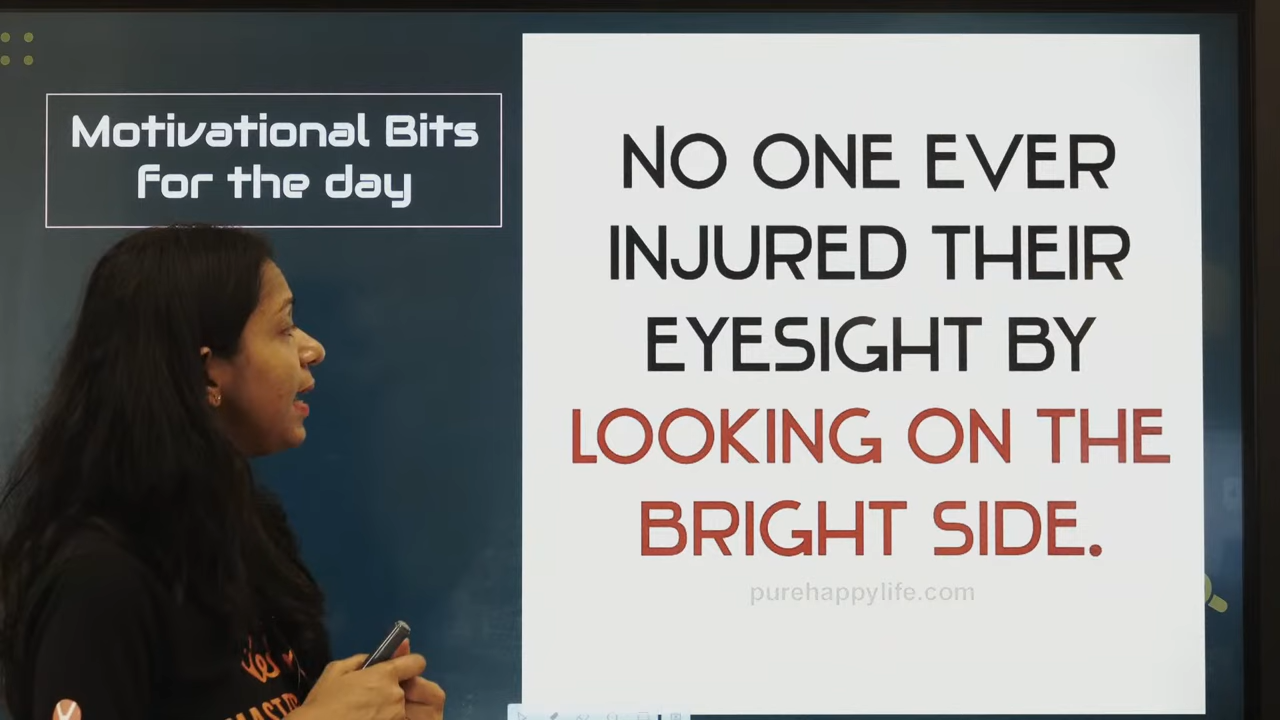 Motivational Bits
for the day
NO ONE EVER
INJURED THEIR
EYESIGHT BY
LOOKING ON THE
BRIGHT SIDE.
purehappylife.com